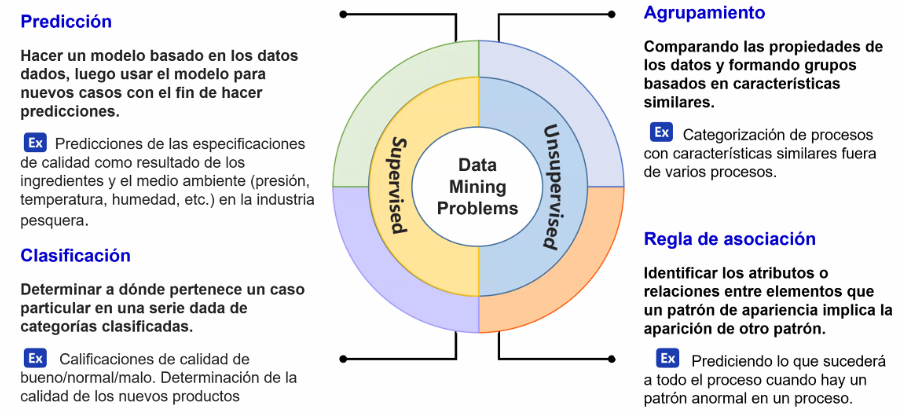 Predicción
Hacer un modelo basado en los datos
dados, luego usar el modelo para
nuevos casos con el fin de hacer
predicciones.
Ex Predicciones de las especificaciones
de calidad como resultado de los
ingredientes y el medio ambiente (presión,
temperatura, humedad, etc.) en la industria
pesquera.
Clasificación
Determinar a dónde pertenece un caso
particular en una serie dada de
categorías clasificadas.
Ex Calificaciones de calidad de
bueno/normal/malo. Determinación de la
calidad de los nuevos productos
Supervised
Data
Mining
Problems
Unsupervised
Agrupamiento
Comparando las propiedades de
los datos y formando grupos
basados en características
similares.
Ex Categorización de procesos
con características similares fuera
de varios procesos.
Regla de asociación
Identificar los atributos o
relaciones entre elementos que
un patrón de apariencia implica la
aparición de otro patrón.
Ex Prediciendo lo que sucederá
a todo el proceso cuando hay un
patrón anormal en un proceso.